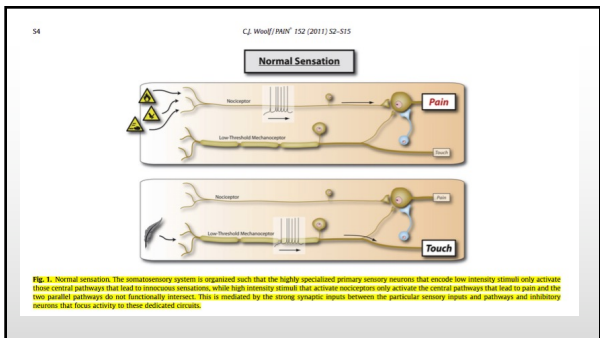 S4
C.J. Woolf / PAIN® 152 (2011) S2–S15
Normal Sensation
Nociceptor
Pain
Low-Threshold Mechanoceptor
Touch
Nociceptor
Pain
Low-Threshold Mechanoceptor
Touch
Fig. 1. Normal sensation. The somatosensory system is organized such that the highly specialized primary sensory neurons that encode low intensity stimuli only activate
those central pathways that lead to innocuous sensations, while high intensity stimuli that activate nociceptors only activate the central pathways that lead to pain and the
two parallel pathways do not functionally intersect. This is mediated by the strong synaptic inputs between the particular sensory inputs and pathways and inhibitory
neurons that focus activity to these dedicated circuits.